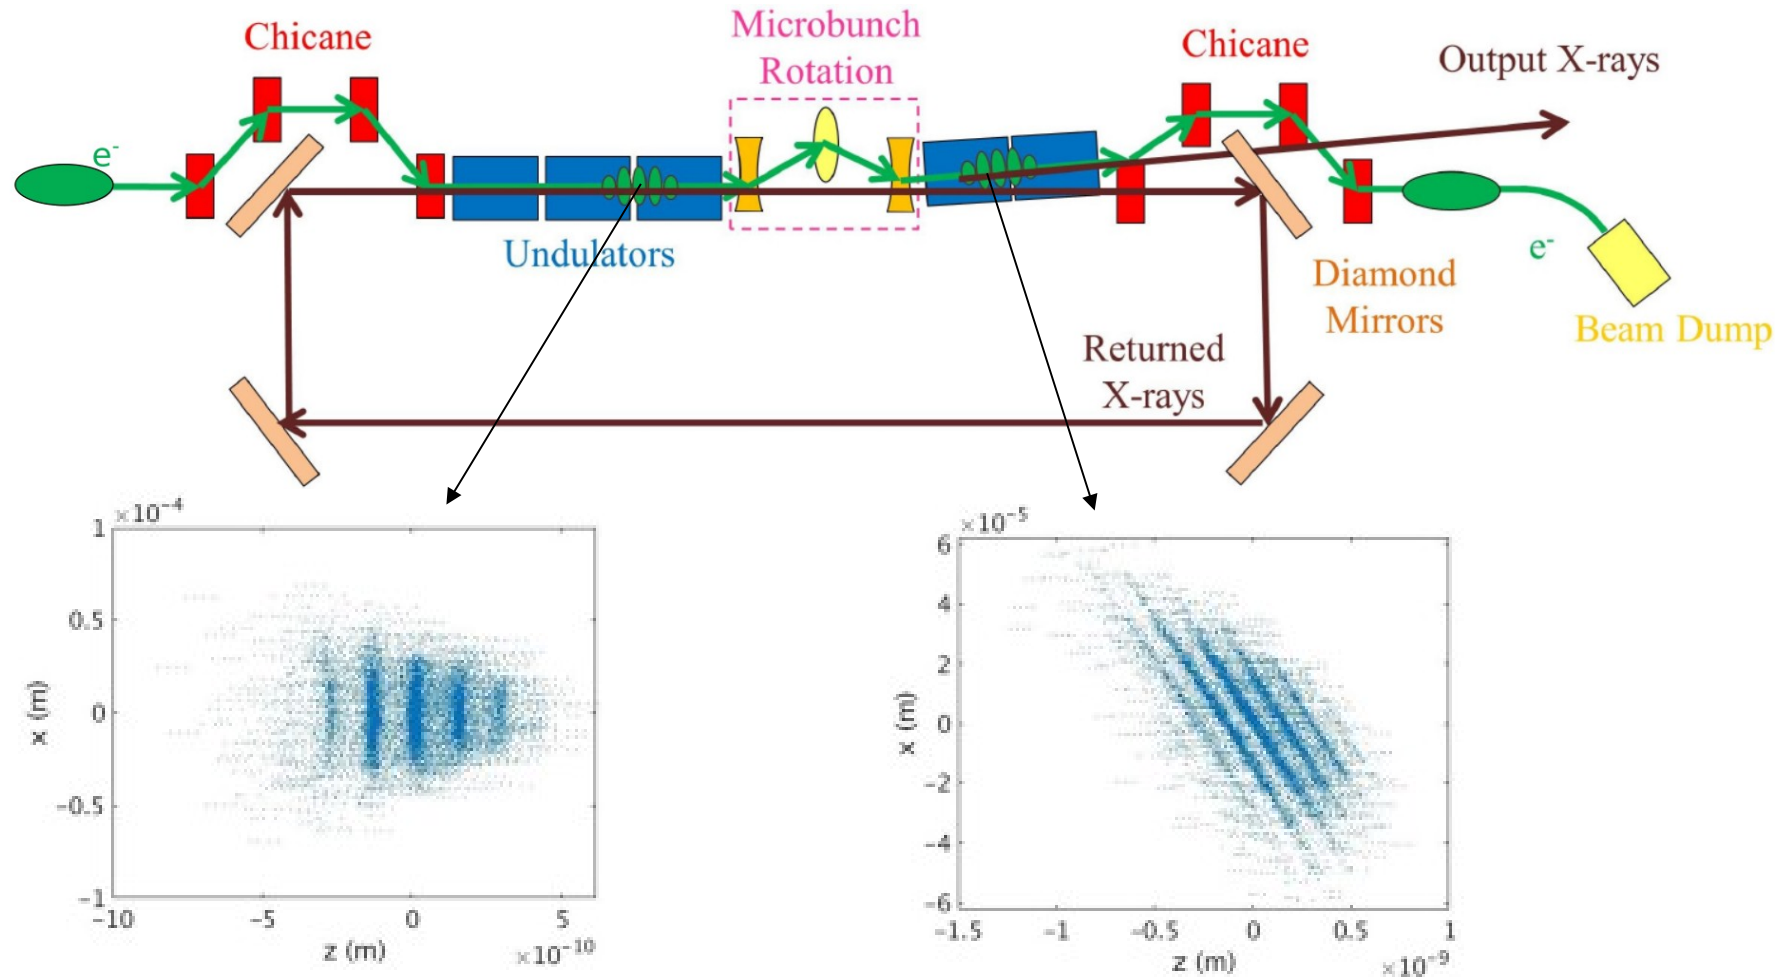 Microbunch
Rotation
Chicane
Chicane
Output X-rays
e-
Undulators
e-
Diamond
Mirrors
Beam Dump
Returned
X-rays
×10⁻⁴
1
0.5
0
−0.5
−1
x (m)
−10 −5 0 5
z (m)
×10⁻¹⁰
×10⁻⁵
6
4
2
0
−2
−4
−6
x (m)
−1.5 −1 −0.5 0 0.5 1
z (m)
×10⁻⁹